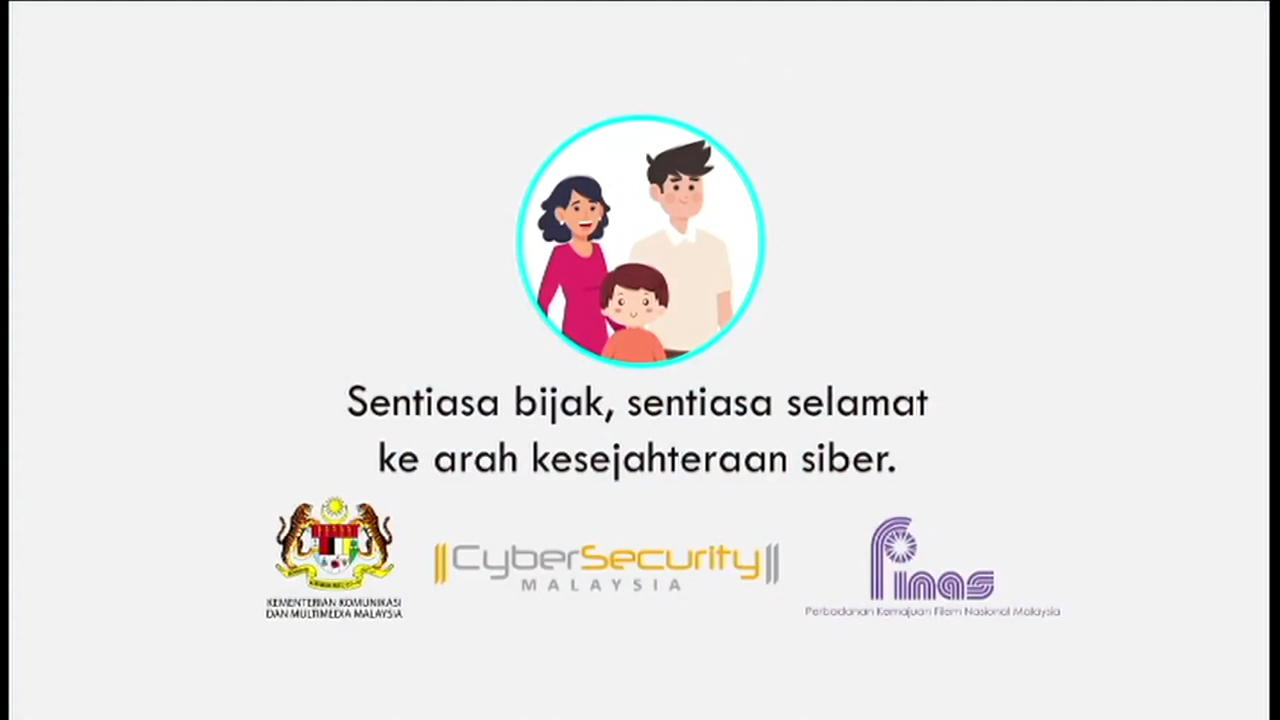 Sentiasa bijak, sentiasa selamat
ke arah kesejahteraan siber.
KEMENTERIAN KOMUNIKASI
DAN MULTIMEDIA MALAYSIA
CyberSecurity
MALAYSIA
Finas
Perbadanan Kemajuan Filem Nasional Malaysia